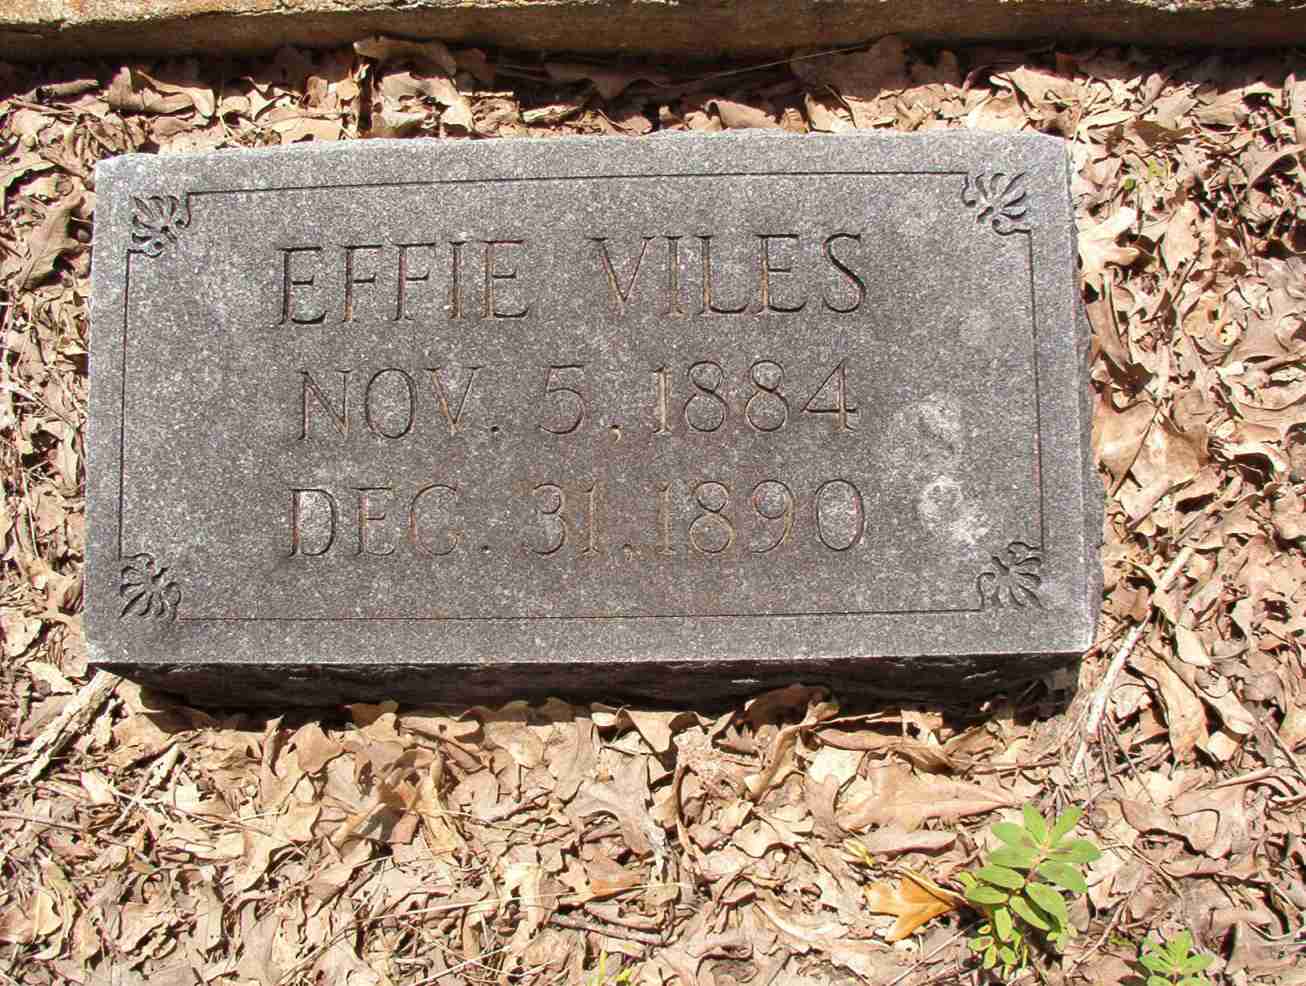 EFFIE VILES
NOV. 5, 1884
DEC. 31, 1890